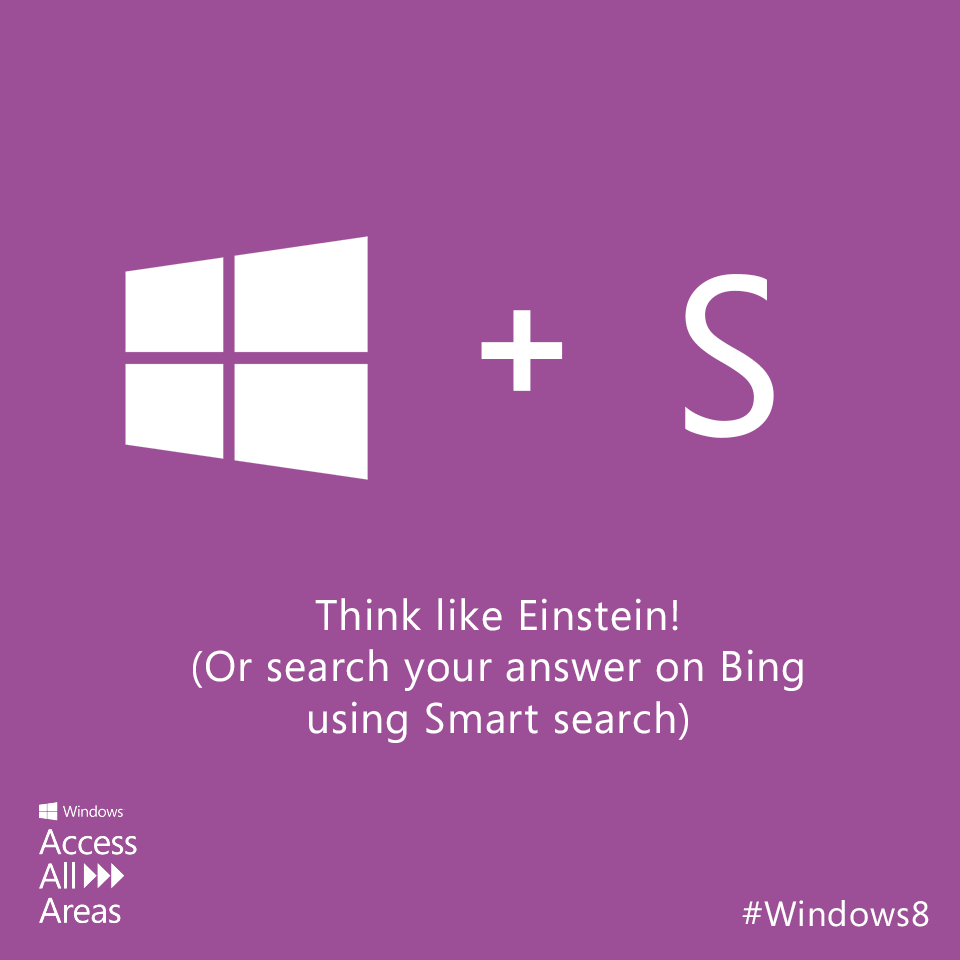 + S
Think like Einstein!
(Or search your answer on Bing
using Smart search)
Windows
Access
All
Areas
#Windows8